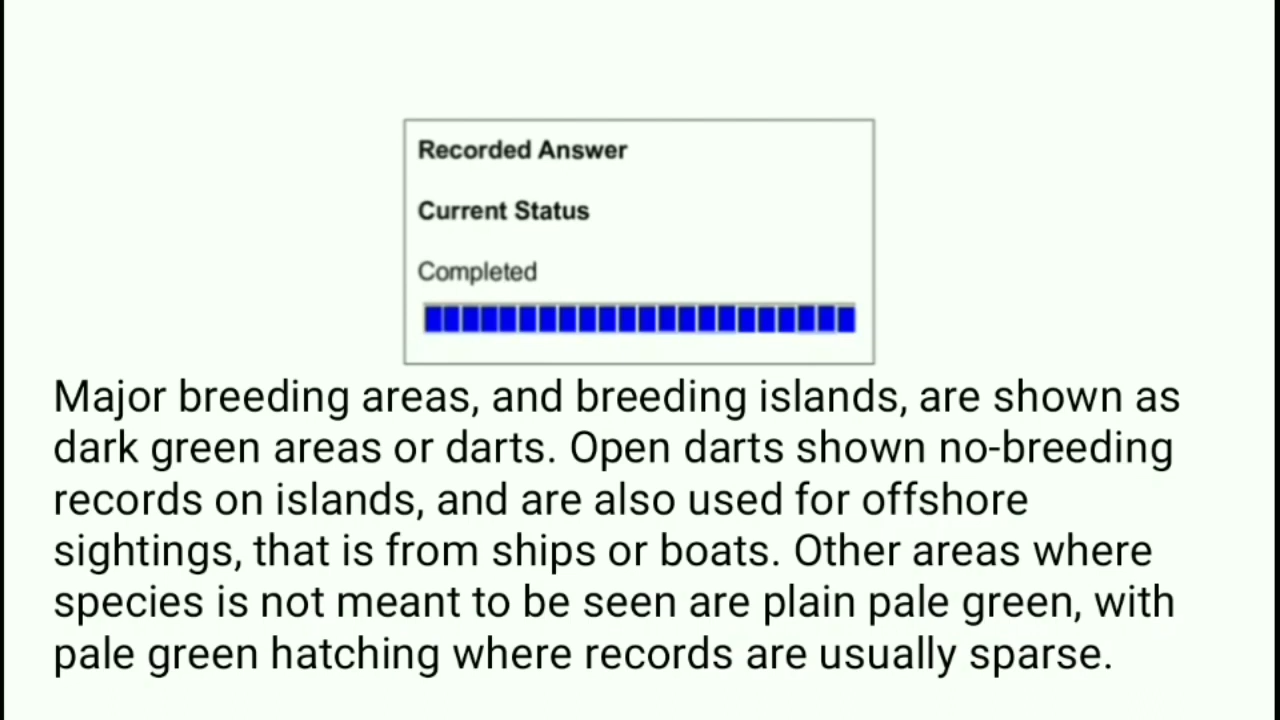 Recorded Answer
Current Status
Completed
Major breeding areas, and breeding islands, are shown as
dark green areas or darts. Open darts shown no-breeding
records on islands, and are also used for offshore
sightings, that is from ships or boats. Other areas where
species is not meant to be seen are plain pale green, with
pale green hatching where records are usually sparse.